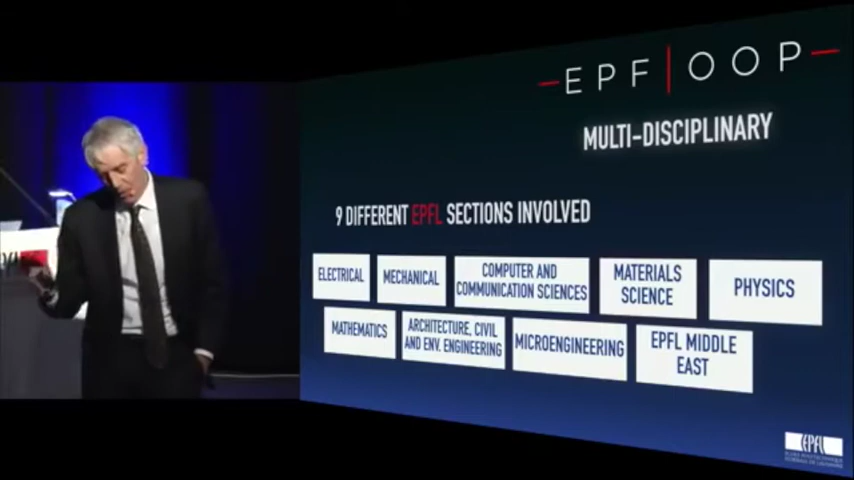 EPF|OOP
MULTI-DISCIPLINARY
9 DIFFERENT EPFL SECTIONS INVOLVED
ELECTRICAL
MECHANICAL
COMPUTER AND
COMMUNICATION SCIENCES
MATERIALS
SCIENCE
PHYSICS
MATHEMATICS
ARCHITECTURE, CIVIL
AND ENV. ENGINEERING
MICROENGINEERING
EPFL MIDDLE
EAST
EPFL